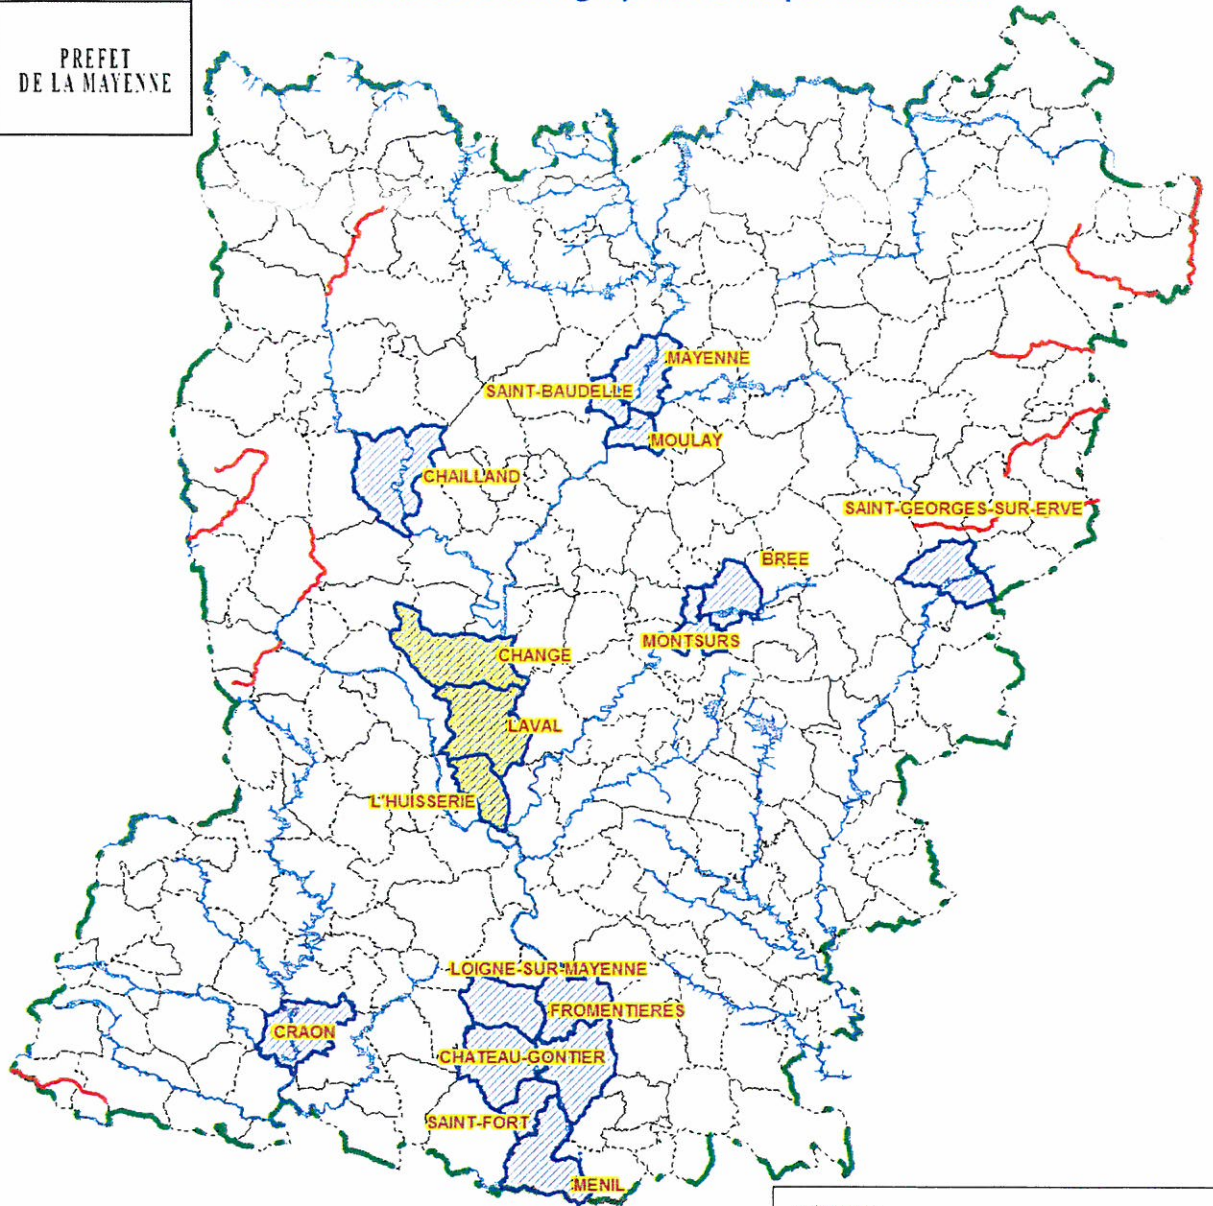 PREFET
DE LA MAYENNE
MAYENNE
SAINT-BAUDELLE
MOULAY
CHAILLAND
SAINT-GEORGES-SUR-ERVE
BREE
MONTSURS
CHANGE
LAVAL
L'HUISSERIE
LOIGNE-SUR-MAYENNE
FROMENTIERES
CRAON
CHATEAU-GONTIER
SAINT-FORT
MENIL